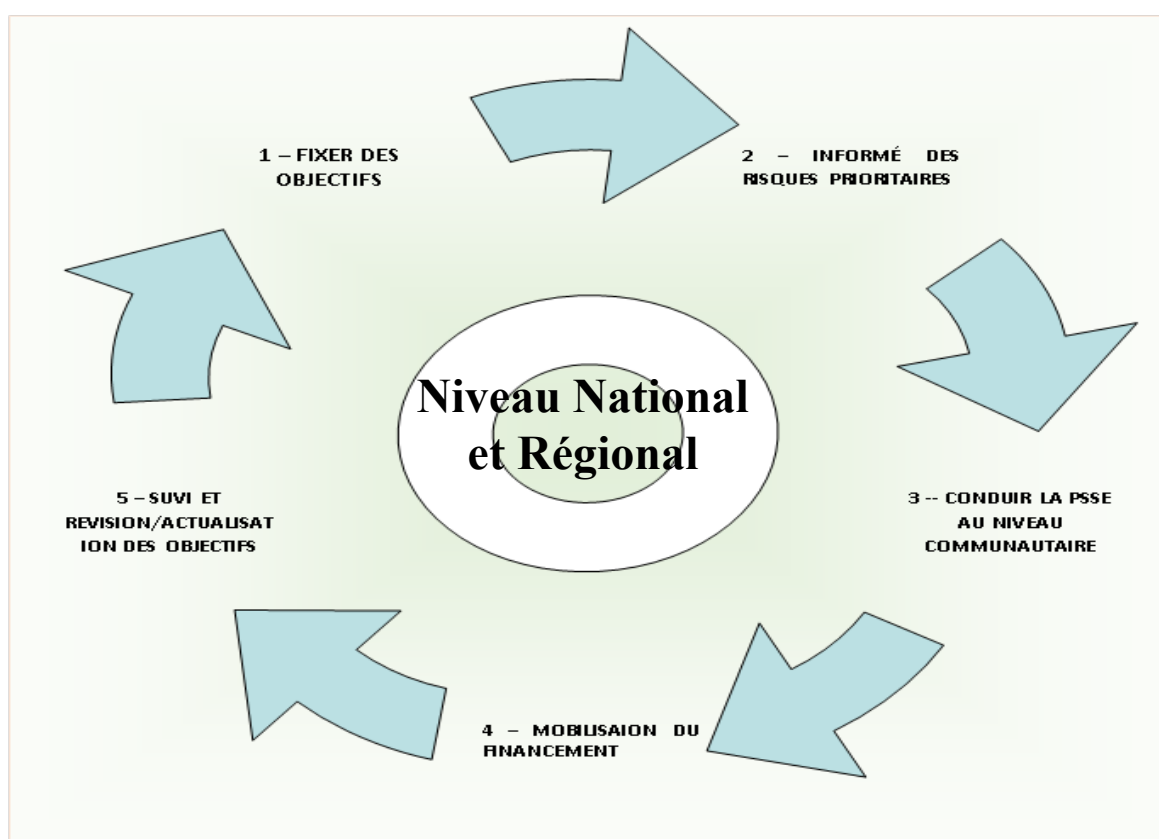 1 – FIXER DES
OBJECTIFS
2 – INFORMÉ DES
RISQUES PRIORITAIRES
Niveau National
et Régional
3 -- CONDUIR LA PSSE
AU NIVEAU
COMMUNAUTAIRE
4 – MOBILISAION DU
FINANCEMENT
5 – SUVI ET
REVISION/ACTUALISAT
ION DES OBJECTIFS